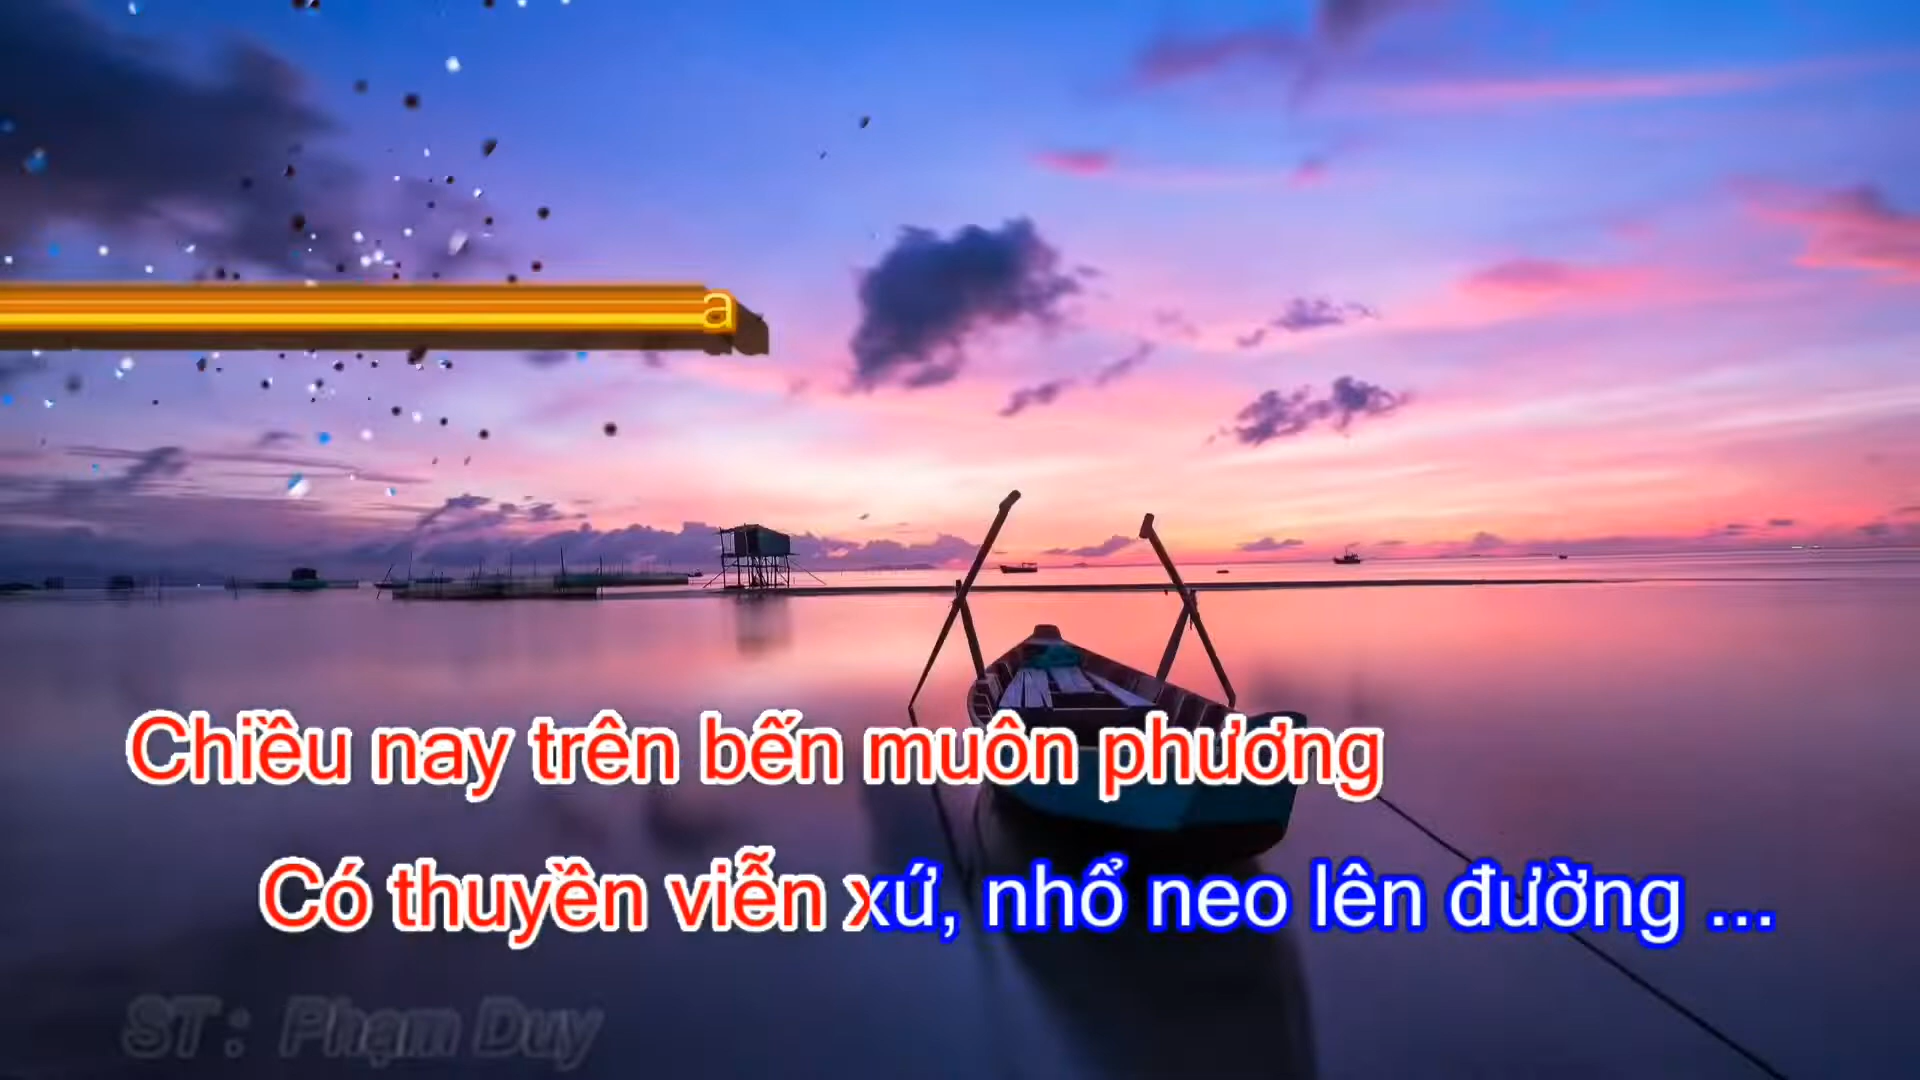 a
Chiều nay trên bến muôn phương
Có thuyền viễn xứ, nhổ neo lên đường ...
ST : Phạm Duy